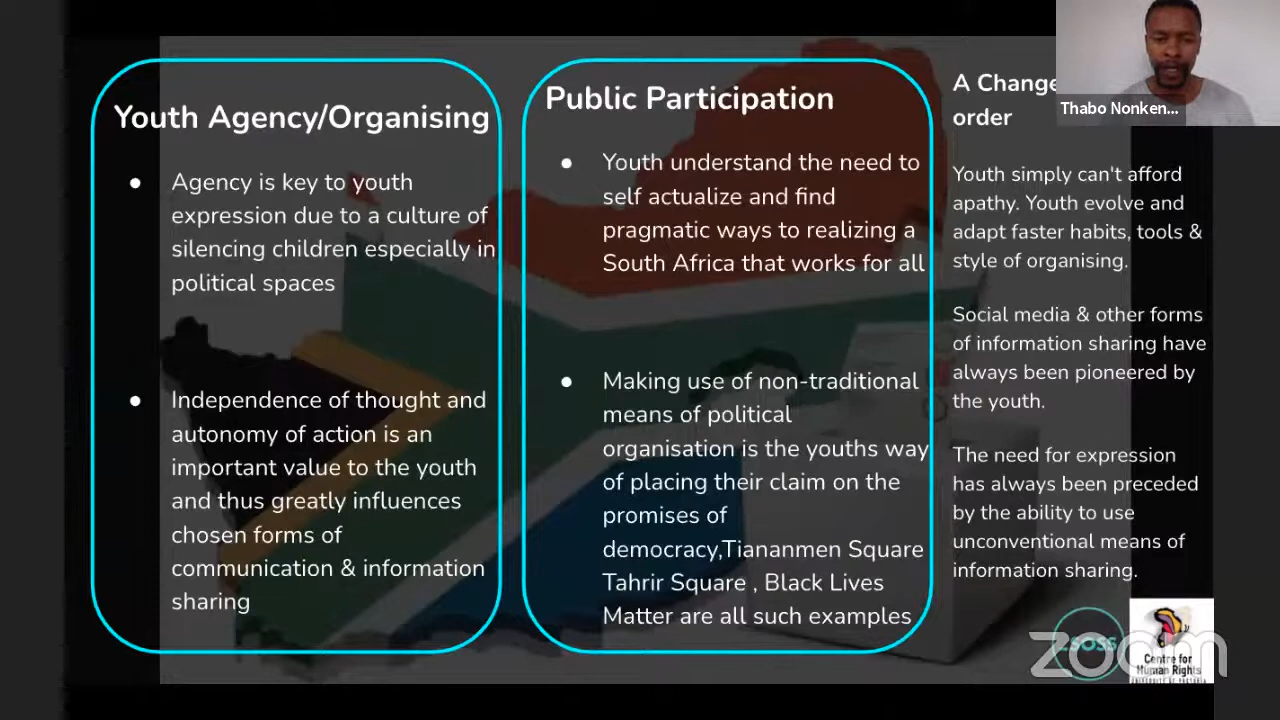 Youth Agency/Organising
● Agency is key to youth
expression due to a culture of
silencing children especially in
political spaces
● Independence of thought and
autonomy of action is an
important value to the youth
and thus greatly influences
chosen forms of
communication & information
sharing
Public Participation
● Youth understand the need to
self actualize and find
pragmatic ways to realizing a
South Africa that works for all
● Making use of non-traditional
means of political
organisation is the youths way
of placing their claim on the
promises of
democracy,Tiananmen Square
Tahrir Square , Black Lives
Matter are all such examples
A Change
order
Youth simply can't afford
apathy. Youth evolve and
adapt faster habits, tools &
style of organising.
Social media & other forms
of information sharing have
always been pioneered by
the youth.
The need for expression
has always been preceded
by the ability to use
unconventional means of
information sharing.
Thabo Nonken...
SOSS
Centre for
Human Rights
zoom